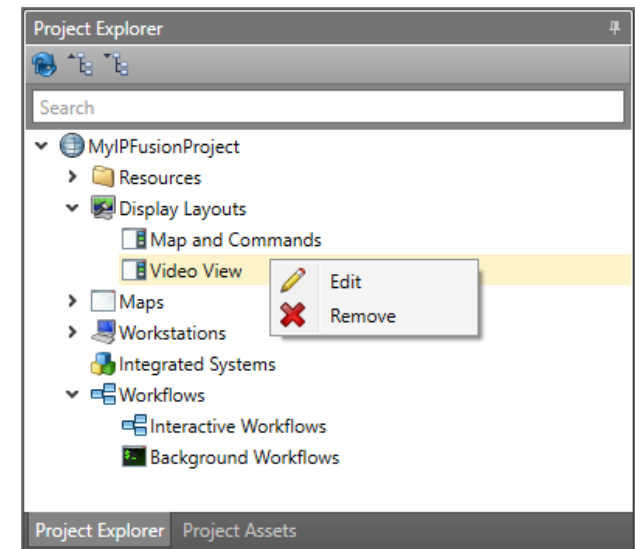 Project Explorer
Search
MyIPFusionProject
Resources
Display Layouts
Map and Commands
Video View
Edit
Maps
Remove
Workstations
Integrated Systems
Workflows
Interactive Workflows
Background Workflows
Project Explorer Project Assets